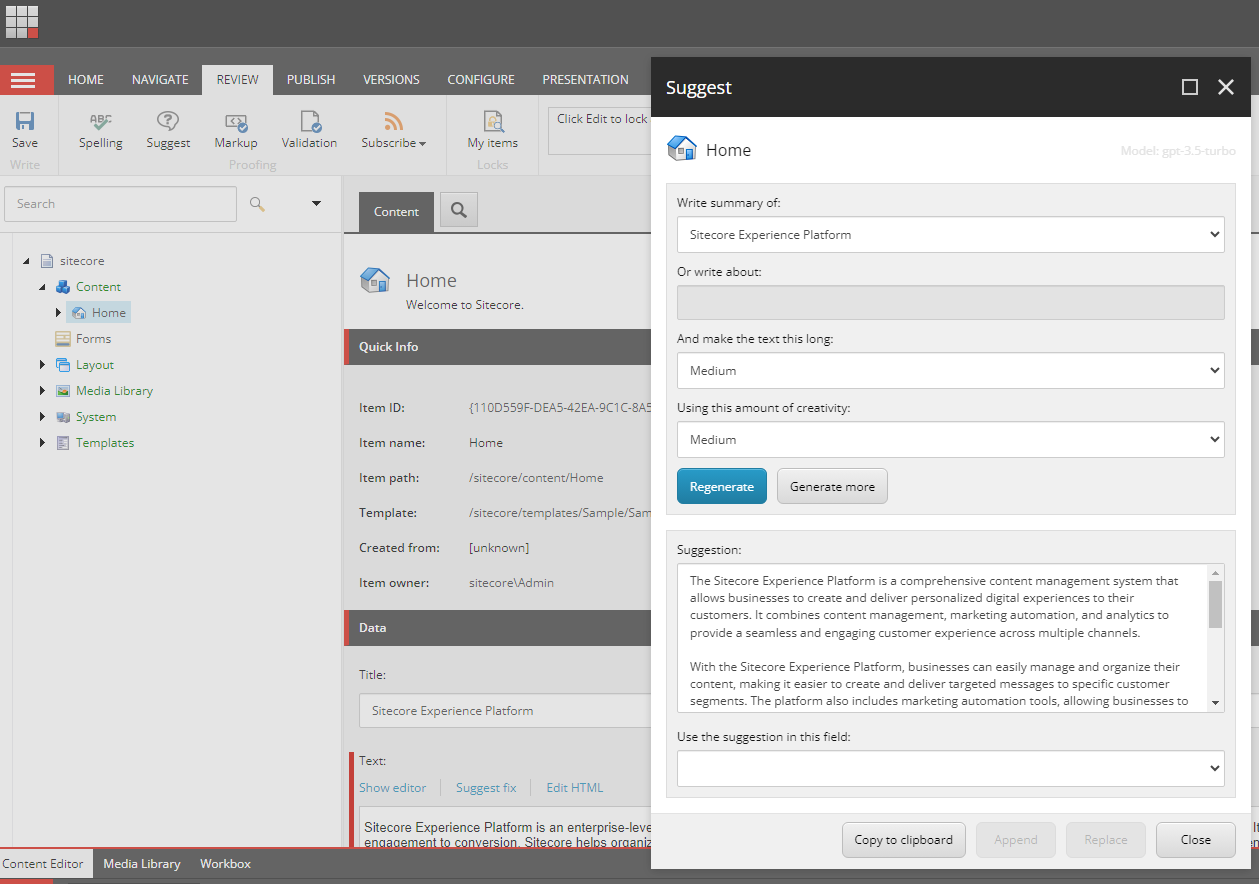 HOME NAVIGATE REVIEW PUBLISH VERSIONS CONFIGURE PRESENTATION
Save
Write
ABC
Spelling Suggest Markup Validation Subscribe
Proofing
My items
Locks
Click Edit to lock
Search
sitecore
Content
Home
Forms
Layout
Media Library
System
Templates
Content
Home
Welcome to Sitecore.
Quick Info
Item ID: {110D559F-DEA5-42EA-9C1C-8A5
Item name: Home
Item path: /sitecore/content/Home
Template: /sitecore/templates/Sample/Sam
Created from: [unknown]
Item owner: sitecore\Admin
Data
Title:
Sitecore Experience Platform
Text:
Show editor Suggest fix Edit HTML
Sitecore Experience Platform is an enterprise-leve
engagement to conversion. Sitecore helps organiz
Content Editor Media Library Workbox
Suggest
Home
Model: gpt-3.5-turbo
Write summary of:
Sitecore Experience Platform
Or write about:
And make the text this long:
Medium
Using this amount of creativity:
Medium
Regenerate Generate more
Suggestion:
The Sitecore Experience Platform is a comprehensive content management system that
allows businesses to create and deliver personalized digital experiences to their
customers. It combines content management, marketing automation, and analytics to
provide a seamless and engaging customer experience across multiple channels.
With the Sitecore Experience Platform, businesses can easily manage and organize their
content, making it easier to create and deliver targeted messages to specific customer
segments. The platform also includes marketing automation tools, allowing businesses to
Use the suggestion in this field:
Copy to clipboard Append Replace Close